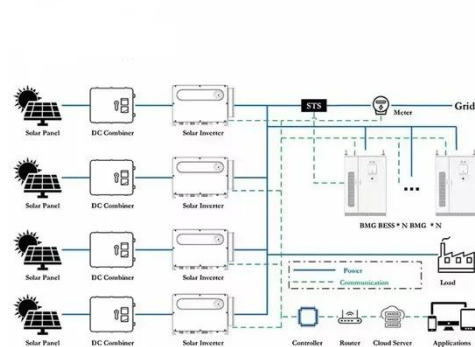 STS
Meter
Grid
Solar Panel DC Combiner Solar Inverter
Solar Panel DC Combiner Solar Inverter
BMG BESS * N BMG * N
Solar Panel DC Combiner Solar Inverter
Power
Communication
Load
Solar Panel DC Combiner Solar Inverter
Controller Router Cloud Server Applications